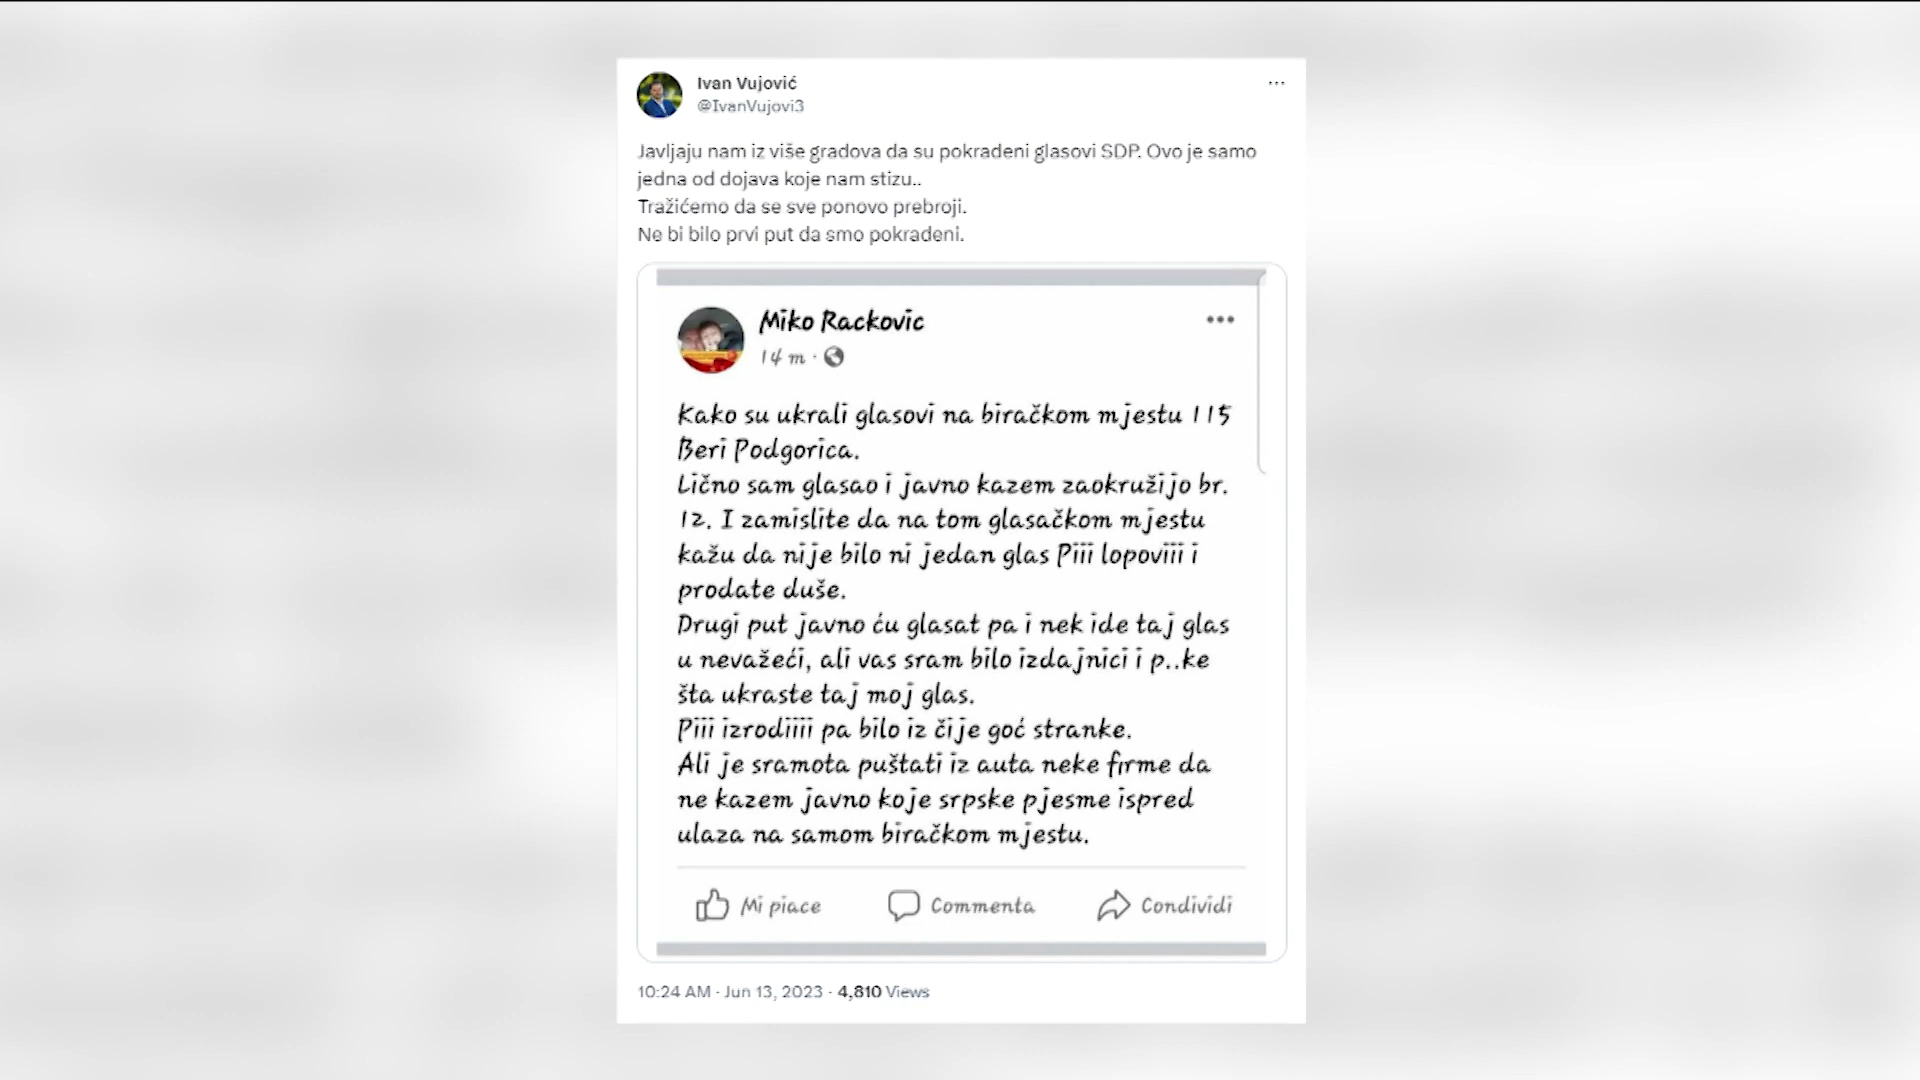 Ivan Vujović
@IvanVujovi3
Javljaju nam iz više gradova da su pokradeni glasovi SDP. Ovo je samo
jedna od dojava koje nam stizu..
Tražićemo da se sve ponovo prebroji.
Ne bi bilo prvi put da smo pokradeni.
Miko Rackovic
14 m ·
Kako su ukrali glasovi na biračkom mjestu 115
Beri Podgorica.
Lično sam glasao i javno kazem zaokružijo br.
12. I zamislite da na tom glasačkom mjestu
kažu da nije bilo ni jedan glas Piii lopoviii i
prodate duše.
Drugi put javno ću glasat pa i nek ide taj glas
u nevažeći, ali vas sram bilo izdajnici i p..ke
šta ukraste taj moj glas.
Piii izrodiiii pa bilo iz čije goć stranke.
Ali je sramota puštati iz auta neke firme da
ne kazem javno koje srpske pjesme ispred
ulaza na samom biračkom mjestu.
Mi piace Commenta Condividi
10:24 AM · Jun 13, 2023 · 4,810 Views